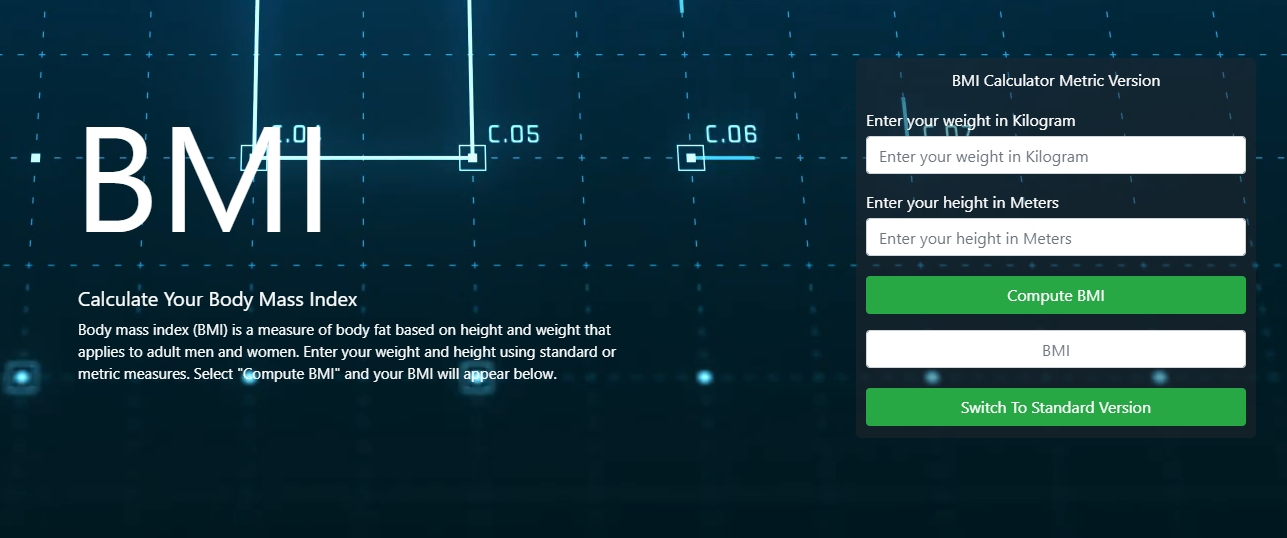 BMI
C.05
C.06
Calculate Your Body Mass Index
Body mass index (BMI) is a measure of body fat based on height and weight that
applies to adult men and women. Enter your weight and height using standard or
metric measures. Select "Compute BMI" and your BMI will appear below.
BMI Calculator Metric Version
Enter your weight in Kilogram
Enter your weight in Kilogram
Enter your height in Meters
Enter your height in Meters
Compute BMI
BMI
Switch To Standard Version